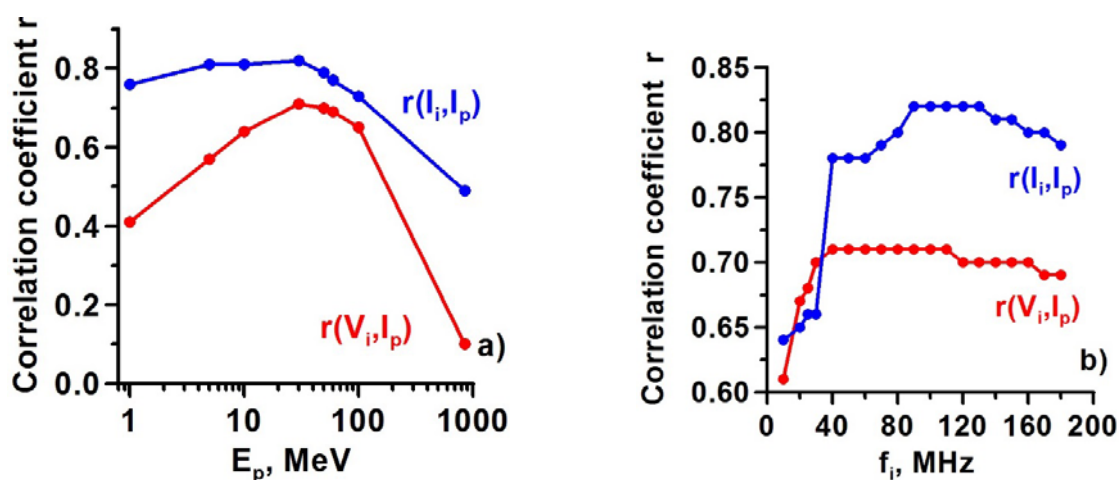 Correlation coefficient r
0.8
0.6
0.4
0.2
0.0
r(Iᵢ,Iₚ)
r(Vᵢ,Iₚ)
a)
1 10 100 1000
Eₚ, MeV
Correlation coefficient r
0.85
0.80
0.75
0.70
0.65
0.60
r(Iᵢ,Iₚ)
r(Vᵢ,Iₚ)
b)
0 40 80 120 160 200
fᵢ, MHz